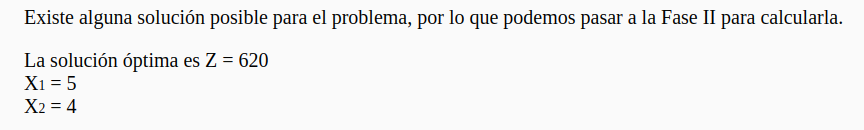 Existe alguna solución posible para el problema, por lo que podemos pasar a la Fase II para calcularla.
La solución óptima es Z = 620
X1 = 5
X2 = 4